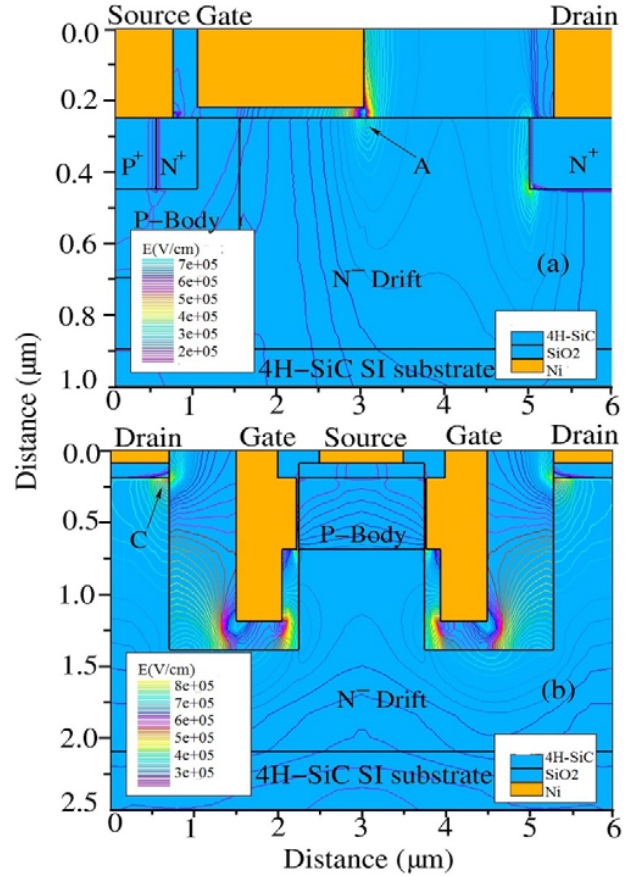 Source Gate Drain
0.0
0.2
0.4
0.6
0.8
1.0
P+ N+ A N+
P−Body
E(V/cm)
7e+05
6e+05
5e+05
4e+05
3e+05
2e+05
N− Drift
(a)
4H-SiC
SiO2
Ni
4H−SiC SI substrate
0 1 2 3 4 5 6
Distance (μm)
Drain Gate Source Gate Drain
0.0
0.5
1.0
1.5
2.0
2.5
C
P−Body
E(V/cm)
8e+05
7e+05
6e+05
5e+05
4e+05
3e+05
N− Drift
(b)
4H-SiC
SiO2
Ni
4H−SiC SI substrate
0 1 2 3 4 5 6
Distance (μm)